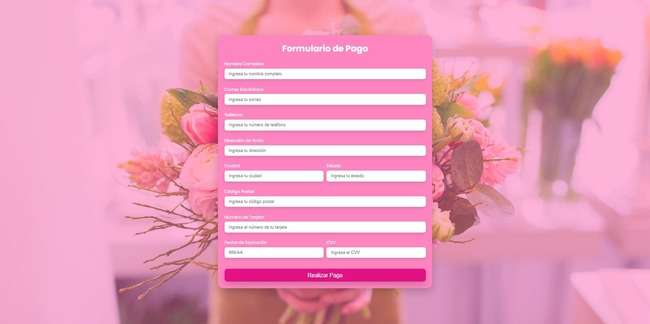 Formulario de Pago
Nombre Completo
Ingresa tu nombre completo
Correo Electrónico
Ingresa tu correo
Teléfono
Ingresa tu número de teléfono
Dirección de Envío
Ingresa tu dirección
Ciudad Estado
Ingresa tu ciudad Ingresa tu estado
Código Postal
Ingresa tu código postal
Número de Tarjeta
Ingresa el número de tu tarjeta
Fecha de Expiración CVV
MM/AA Ingresa el CVV
Realizar Pago